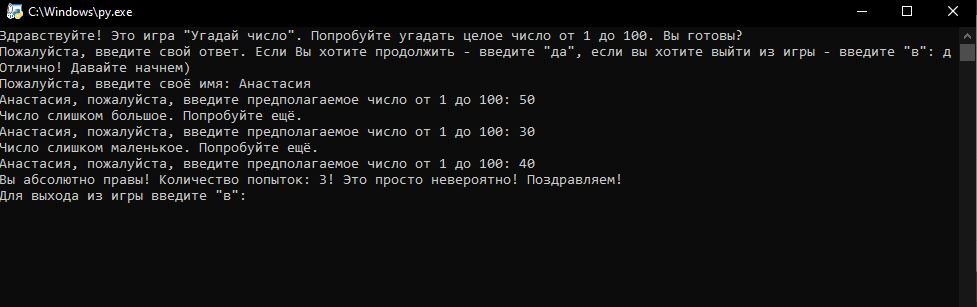 C:\Windows\py.exe
Здравствуйте! Это игра "Угадай число". Попробуйте угадать целое число от 1 до 100. Вы готовы?
Пожалуйста, введите свой ответ. Если Вы хотите продолжить - введите "да", если вы хотите выйти из игры - введите "в": д
Отлично! Давайте начнем)
Пожалуйста, введите своё имя: Анастасия
Анастасия, пожалуйста, введите предполагаемое число от 1 до 100: 50
Число слишком большое. Попробуйте ещё.
Анастасия, пожалуйста, введите предполагаемое число от 1 до 100: 30
Число слишком маленькое. Попробуйте ещё.
Анастасия, пожалуйста, введите предполагаемое число от 1 до 100: 40
Вы абсолютно правы! Количество попыток: 3! Это просто невероятно! Поздравляем!
Для выхода из игры введите "в":